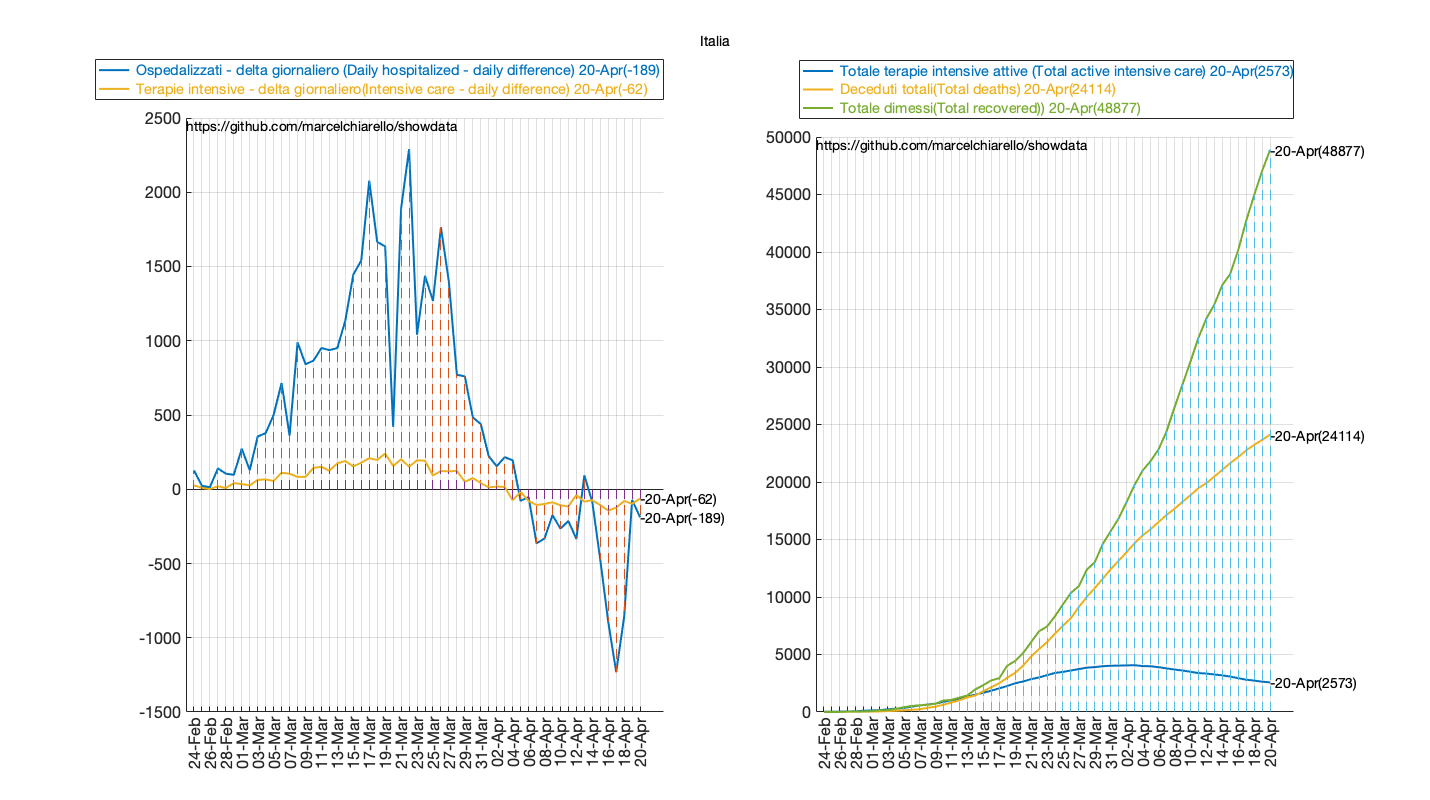 Italia
Ospedalizzati - delta giornaliero (Daily hospitalized - daily difference) 20-Apr(-189)
Terapie intensive - delta giornaliero(Intensive care - daily difference) 20-Apr(-62)
https://github.com/marcelchiarello/showdata
2500
2000
1500
1000
500
0
-500
-1000
-1500
-20-Apr(-62)
-20-Apr(-189)
24-Feb
26-Feb
28-Feb
01-Mar
03-Mar
05-Mar
07-Mar
09-Mar
11-Mar
13-Mar
15-Mar
17-Mar
19-Mar
21-Mar
23-Mar
25-Mar
27-Mar
29-Mar
31-Mar
02-Apr
04-Apr
06-Apr
08-Apr
10-Apr
12-Apr
14-Apr
16-Apr
18-Apr
20-Apr
Totale terapie intensive attive (Total active intensive care) 20-Apr(2573)
Deceduti totali(Total deaths) 20-Apr(24114)
Totale dimessi(Total recovered)) 20-Apr(48877)
https://github.com/marcelchiarello/showdata
50000
45000
40000
35000
30000
25000
20000
15000
10000
5000
0
-20-Apr(48877)
-20-Apr(24114)
-20-Apr(2573)
24-Feb
26-Feb
28-Feb
01-Mar
03-Mar
05-Mar
07-Mar
09-Mar
11-Mar
13-Mar
15-Mar
17-Mar
19-Mar
21-Mar
23-Mar
25-Mar
27-Mar
29-Mar
31-Mar
02-Apr
04-Apr
06-Apr
08-Apr
10-Apr
12-Apr
14-Apr
16-Apr
18-Apr
20-Apr